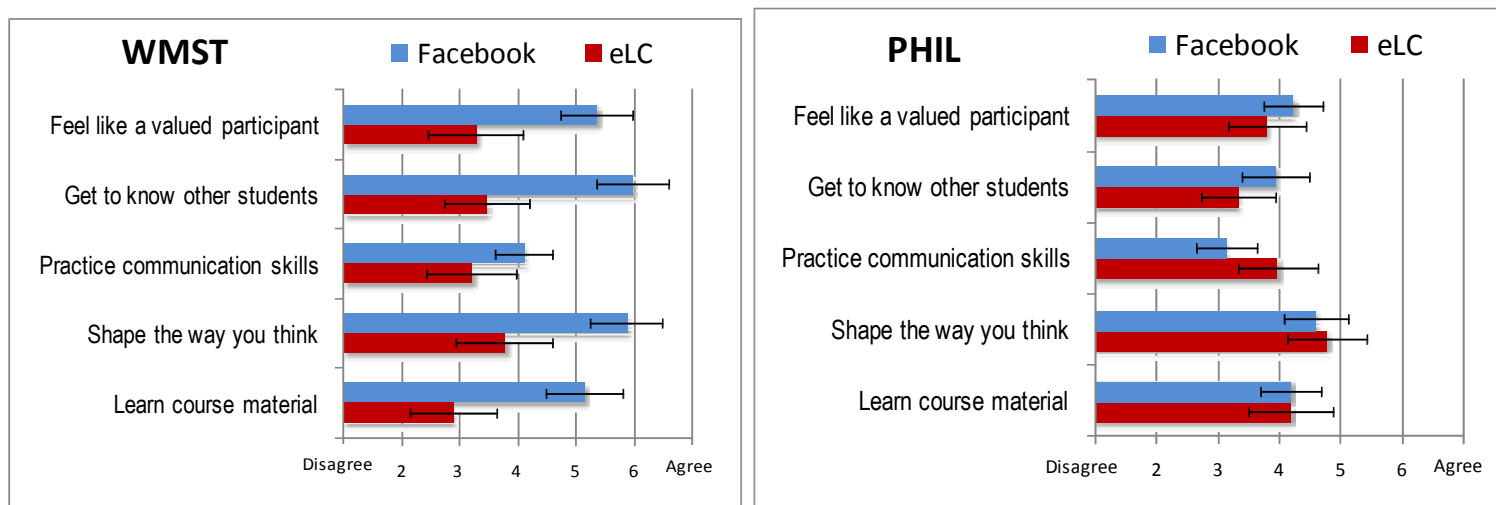 WMST
Facebook eLC
Feel like a valued participant
Get to know other students
Practice communication skills
Shape the way you think
Learn course material
Disagree 2 3 4 5 6 Agree
PHIL
Facebook eLC
Feel like a valued participant
Get to know other students
Practice communication skills
Shape the way you think
Learn course material
Disagree 2 3 4 5 6 Agree